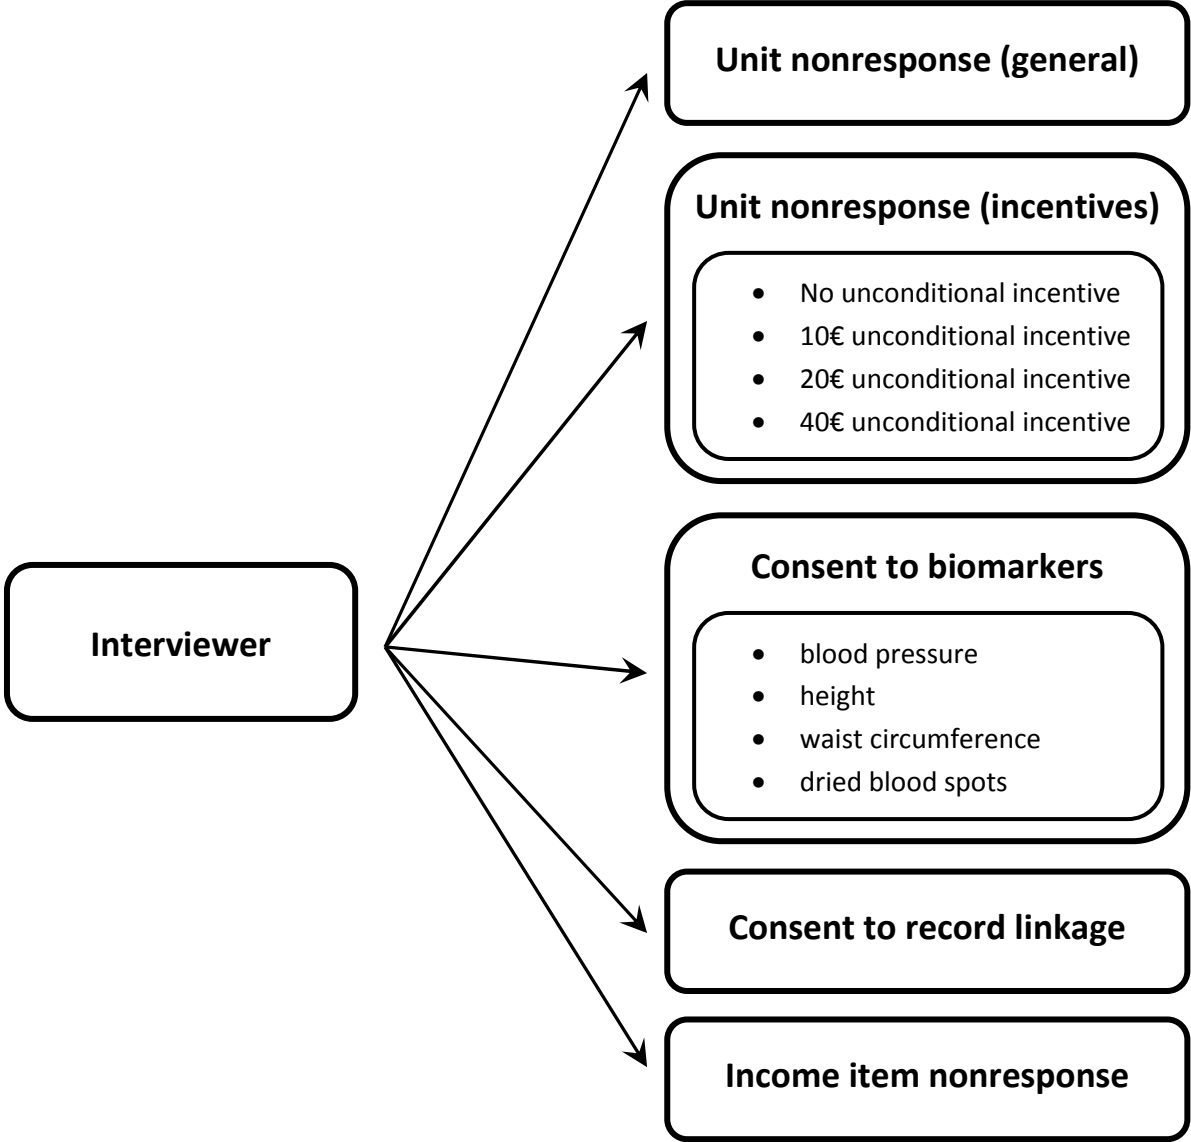 Unit nonresponse (general)
Unit nonresponse (incentives)
• No unconditional incentive
• 10€ unconditional incentive
• 20€ unconditional incentive
• 40€ unconditional incentive
Consent to biomarkers
• blood pressure
• height
• waist circumference
• dried blood spots
Interviewer
Consent to record linkage
Income item nonresponse